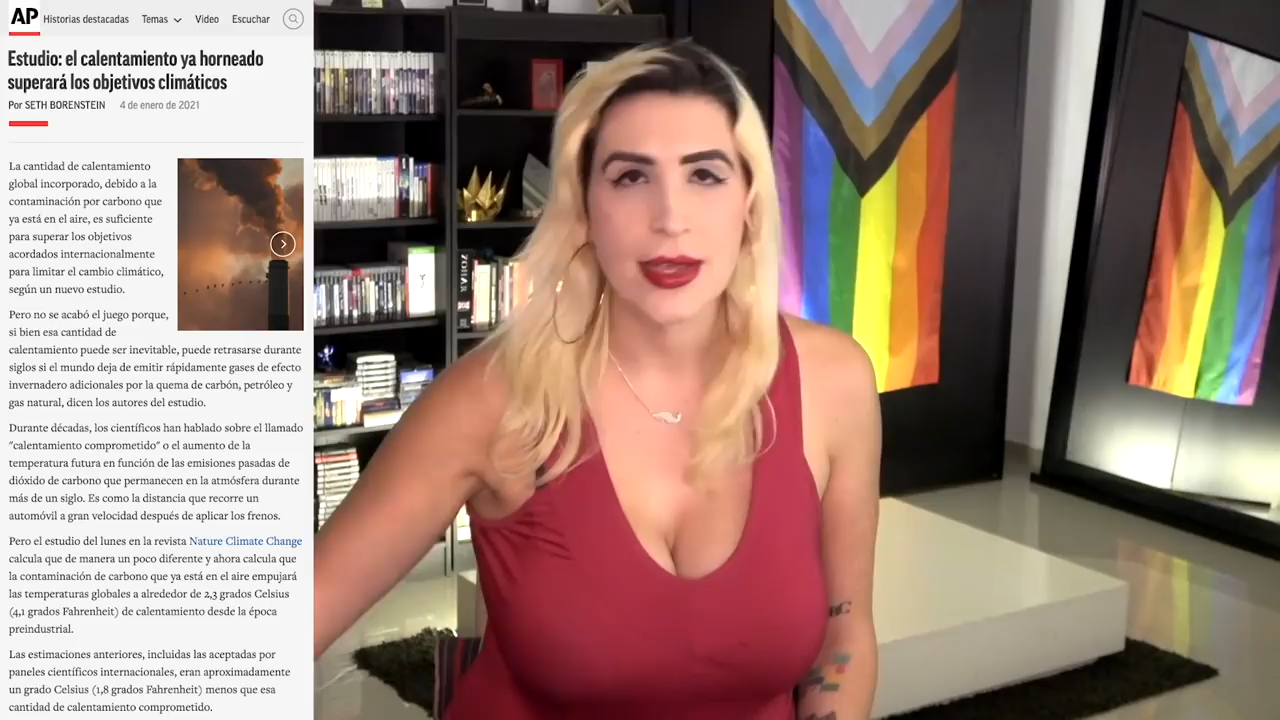 AP Historias destacadas Temas Video Escuchar
Estudio: el calentamiento ya horneado
superará los objetivos climáticos
Por SETH BORENSTEIN 4 de enero de 2021
La cantidad de calentamiento
global incorporado, debido a la
contaminación por carbono que
ya está en el aire, es suficiente
para superar los objetivos
acordados internacionalmente
para limitar el cambio climático,
según un nuevo estudio.
Pero no se acabó el juego porque,
si bien esa cantidad de
calentamiento puede ser inevitable, puede retrasarse durante
siglos si el mundo deja de emitir rápidamente gases de efecto
invernadero adicionales por la quema de carbón, petróleo y
gas natural, dicen los autores del estudio.
Durante décadas, los científicos han hablado sobre el llamado
"calentamiento comprometido" o el aumento de la
temperatura futura en función de las emisiones pasadas de
dióxido de carbono que permanecen en la atmósfera durante
más de un siglo. Es como la distancia que recorre un
automóvil a gran velocidad después de aplicar los frenos.
Pero el estudio del lunes en la revista Nature Climate Change
calcula que de manera un poco diferente y ahora calcula que
la contaminación de carbono que ya está en el aire empujará
las temperaturas globales a alrededor de 2,3 grados Celsius
(4,1 grados Fahrenheit) de calentamiento desde la época
preindustrial.
Las estimaciones anteriores, incluidas las aceptadas por
paneles científicos internacionales, eran aproximadamente
un grado Celsius (1,8 grados Fahrenheit) menos que esa
cantidad de calentamiento comprometido.